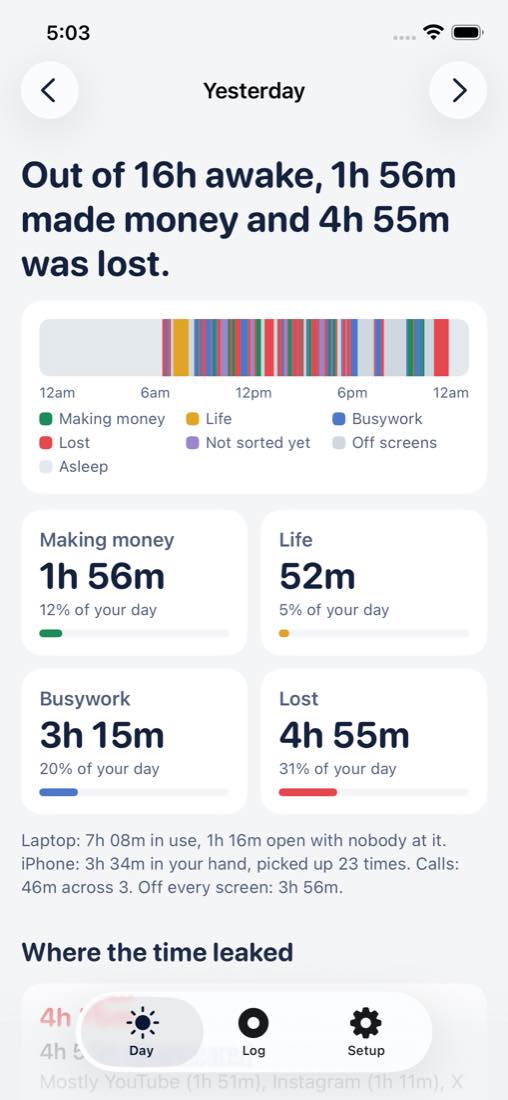 5:03
Yesterday
Out of 16h awake, 1h 56m
made money and 4h 55m
was lost.
12am 6am 12pm 6pm 12am
Making money Life Busywork
Lost Not sorted yet Off screens
Asleep
Making money
1h 56m
12% of your day
Life
52m
5% of your day
Busywork
3h 15m
20% of your day
Lost
4h 55m
31% of your day
Laptop: 7h 08m in use, 1h 16m open with nobody at it.
iPhone: 3h 34m in your hand, picked up 23 times. Calls:
46m across 3. Off every screen: 3h 56m.
Where the time leaked
4h
4h 5
Day Log Setup
Mostly YouTube (1h 51m), Instagram (1h 11m), X